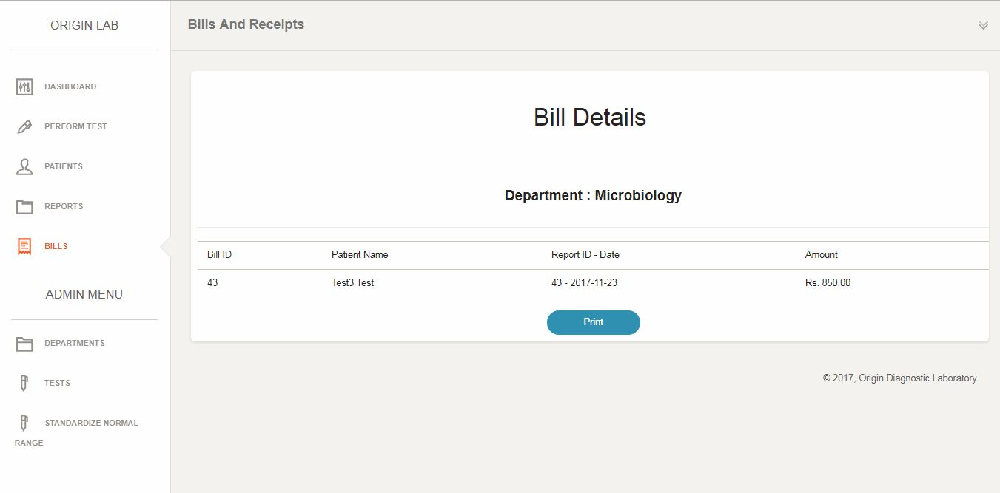 ORIGIN LAB
DASHBOARD
PERFORM TEST
PATIENTS
REPORTS
BILLS
ADMIN MENU
DEPARTMENTS
TESTS
STANDARDIZE NORMAL
RANGE
Bills And Receipts
Bill Details
Department : Microbiology
Bill ID Patient Name Report ID - Date Amount
43 Test3 Test 43 - 2017-11-23 Rs. 850.00
Print
© 2017, Origin Diagnostic Laboratory